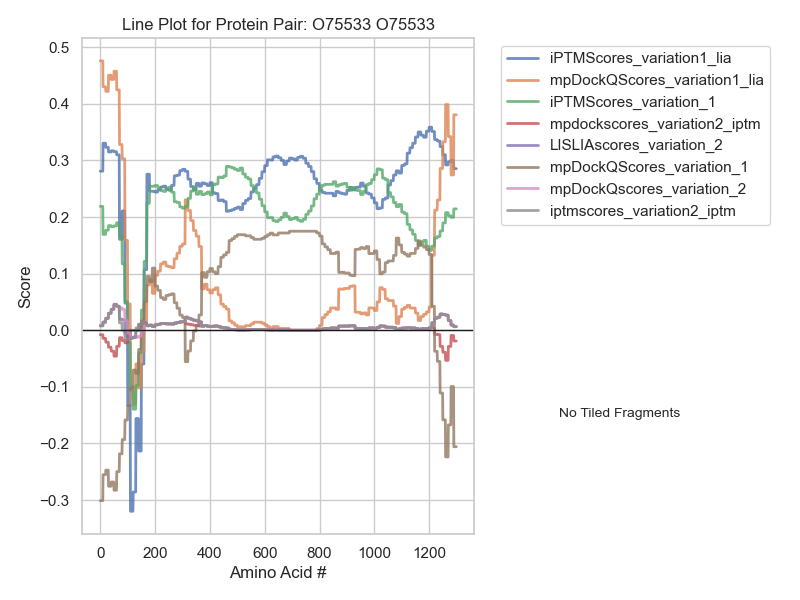 Line Plot for Protein Pair: O75533 O75533
0.5
0.4
0.3
0.2
0.1
0.0
−0.1
−0.2
−0.3
Score
0
200
400
600
800
1000
1200
Amino Acid #
iPTMScores_variation1_lia
mpDockQScores_variation1_lia
iPTMScores_variation_1
mpdockscores_variation2_iptm
LISLIAscores_variation_2
mpDockQScores_variation_1
mpDockQscores_variation_2
iptmscores_variation2_iptm
No Tiled Fragments